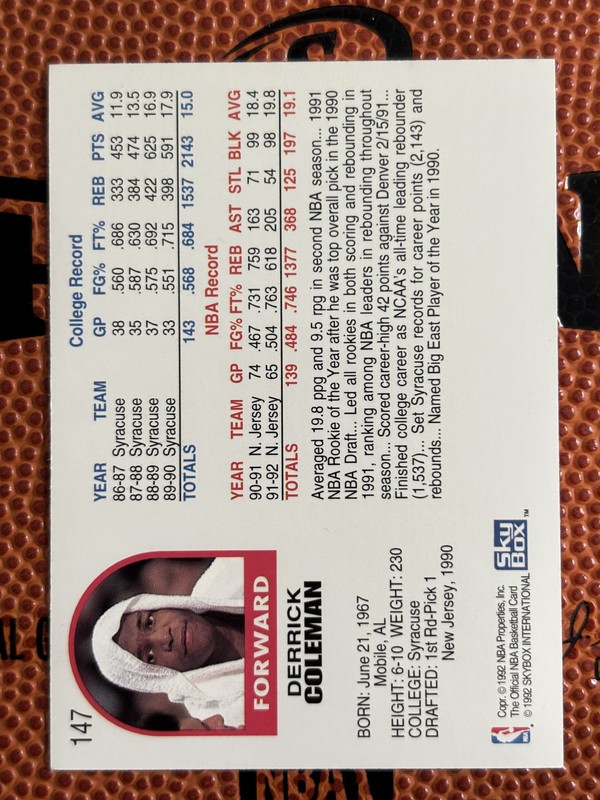 147
FORWARD
DERRICK
COLEMAN
BORN: June 21, 1967
Mobile, AL
HEIGHT: 6-10 WEIGHT: 230
COLLEGE: Syracuse
DRAFTED: 1st Rd-Pick 1
New Jersey, 1990
College Record
YEAR TEAM GP FG% FT% REB PTS AVG
86-87 Syracuse 38 .560 .686 333 453 11.9
87-88 Syracuse 35 .587 .630 384 474 13.5
88-89 Syracuse 37 .575 .692 422 625 16.9
89-90 Syracuse 33 .551 .715 398 591 17.9
TOTALS 143 .568 .684 1537 2143 15.0
NBA Record
YEAR TEAM GP FG% FT% REB AST STL BLK AVG
90-91 N. Jersey 74 .467 .731 759 163 71 99 18.4
91-92 N. Jersey 65 .504 .763 618 205 54 98 19.8
TOTALS 139 .484 .746 1377 368 125 197 19.1
Averaged 19.8 ppg and 9.5 rpg in second NBA season... 1991
NBA Rookie of the Year after he was top overall pick in the 1990
NBA Draft... Led all rookies in both scoring and rebounding in
1991, ranking among NBA leaders in rebounding throughout
season... Scored career-high 42 points against Denver 2/15/91...
Finished college career as NCAA's all-time leading rebounder
(1,537)... Set Syracuse records for career points (2,143) and
rebounds... Named Big East Player of the Year in 1990.
Copr. © 1992 NBA Properties, Inc.
The Official NBA Basketball Card
© 1992 SKYBOX INTERNATIONAL
SkyBox™
NBA